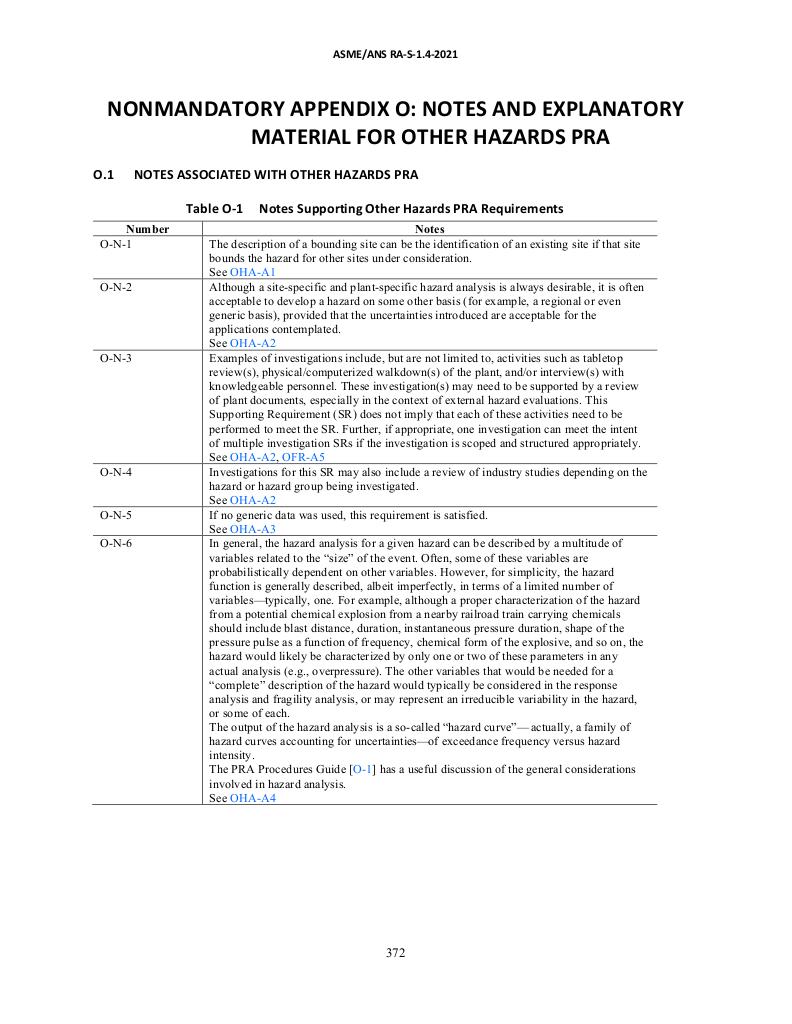 ASME/ANS RA-S-1.4-2021
NONMANDATORY APPENDIX O: NOTES AND EXPLANATORY
MATERIAL FOR OTHER HAZARDS PRA
O.1 NOTES ASSOCIATED WITH OTHER HAZARDS PRA
Table O-1 Notes Supporting Other Hazards PRA Requirements
Number Notes
O-N-1 The description of a bounding site can be the identification of an existing site if that site
bounds the hazard for other sites under consideration.
See OHA-A1
O-N-2 Although a site-specific and plant-specific hazard analysis is always desirable, it is often
acceptable to develop a hazard on some other basis (for example, a regional or even
generic basis), provided that the uncertainties introduced are acceptable for the
applications contemplated.
See OHA-A2
O-N-3 Examples of investigations include, but are not limited to, activities such as tabletop
review(s), physical/computerized walkdown(s) of the plant, and/or interview(s) with
knowledgeable personnel. These investigation(s) may need to be supported by a review
of plant documents, especially in the context of external hazard evaluations. This
Supporting Requirement (SR) does not imply that each of these activities need to be
performed to meet the SR. Further, if appropriate, one investigation can meet the intent
of multiple investigation SRs if the investigation is scoped and structured appropriately.
See OHA-A2, OFR-A5
O-N-4 Investigations for this SR may also include a review of industry studies depending on the
hazard or hazard group being investigated.
See OHA-A2
O-N-5 If no generic data was used, this requirement is satisfied.
See OHA-A3
O-N-6 In general, the hazard analysis for a given hazard can be described by a multitude of
variables related to the “size” of the event. Often, some of these variables are
probabilistically dependent on other variables. However, for simplicity, the hazard
function is generally described, albeit imperfectly, in terms of a limited number of
variables—typically, one. For example, although a proper characterization of the hazard
from a potential chemical explosion from a nearby railroad train carrying chemicals
should include blast distance, duration, instantaneous pressure duration, shape of the
pressure pulse as a function of frequency, chemical form of the explosive, and so on, the
hazard would likely be characterized by only one or two of these parameters in any
actual analysis (e.g., overpressure). The other variables that would be needed for a
“complete” description of the hazard would typically be considered in the response
analysis and fragility analysis, or may represent an irreducible variability in the hazard,
or some of each.
The output of the hazard analysis is a so-called “hazard curve”—actually, a family of
hazard curves accounting for uncertainties—of exceedance frequency versus hazard
intensity.
The PRA Procedures Guide [O-1] has a useful discussion of the general considerations
involved in hazard analysis.
See OHA-A4
372